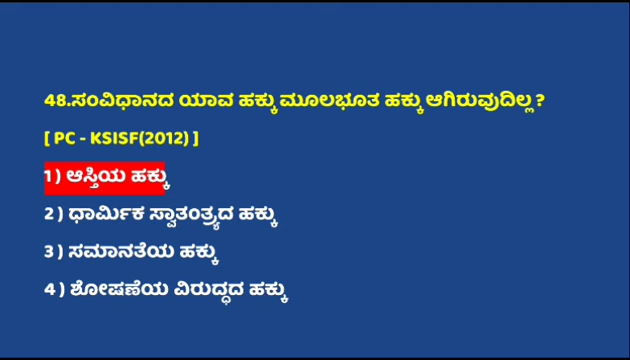 48.ಸಂವಿಧಾನದ ಯಾವ ಹಕ್ಕು ಮೂಲಭೂತ ಹಕ್ಕು ಆಗಿರುವುದಿಲ್ಲ ?
[ PC - KSISF(2012) ]
1 ) ಆಸ್ತಿಯ ಹಕ್ಕು
2 ) ಧಾರ್ಮಿಕ ಸ್ವಾತಂತ್ರ್ಯದ ಹಕ್ಕು
3 ) ಸಮಾನತೆಯ ಹಕ್ಕು
4 ) ಶೋಷಣೆಯ ವಿರುದ್ಧದ ಹಕ್ಕು